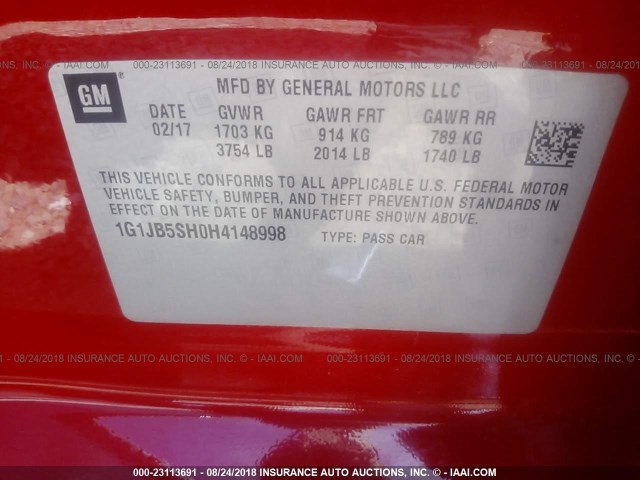 GM
®
MFD BY GENERAL MOTORS LLC
DATE GVWR GAWR FRT GAWR RR
02/17 1703 KG 914 KG 789 KG
3754 LB 2014 LB 1740 LB
THIS VEHICLE CONFORMS TO ALL APPLICABLE U.S. FEDERAL MOTOR
VEHICLE SAFETY, BUMPER, AND THEFT PREVENTION STANDARDS IN
EFFECT ON THE DATE OF MANUFACTURE SHOWN ABOVE.
1G1JB5SH0H4148998 TYPE: PASS CAR
000-23113691 - 08/24/2018 INSURANCE AUTO AUCTIONS, INC. © - IAAI.COM
000-23113691 - 08/24/2018 INSURANCE AUTO AUCTIONS, INC. © - IAAI.COM
000-23113691 - 08/24/2018 INSURANCE AUTO AUCTIONS, INC. © - IAAI.COM